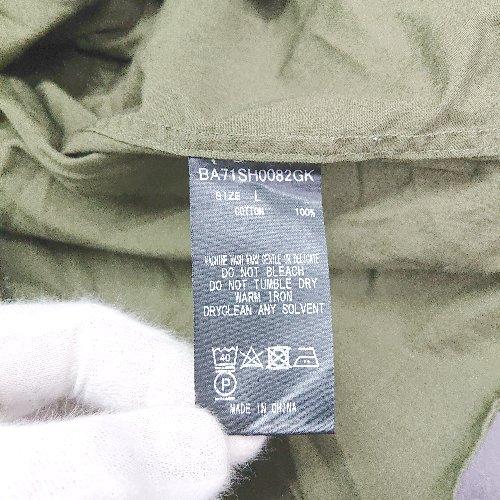 BA71SH0082GK
SIZE L
COTTON 100%
MACHINE WASH WARM GENTLE OR DELICATE
DO NOT BLEACH
DO NOT TUMBLE DRY
WARM IRON
DRYCLEAN ANY SOLVENT
40
P
MADE IN CHINA